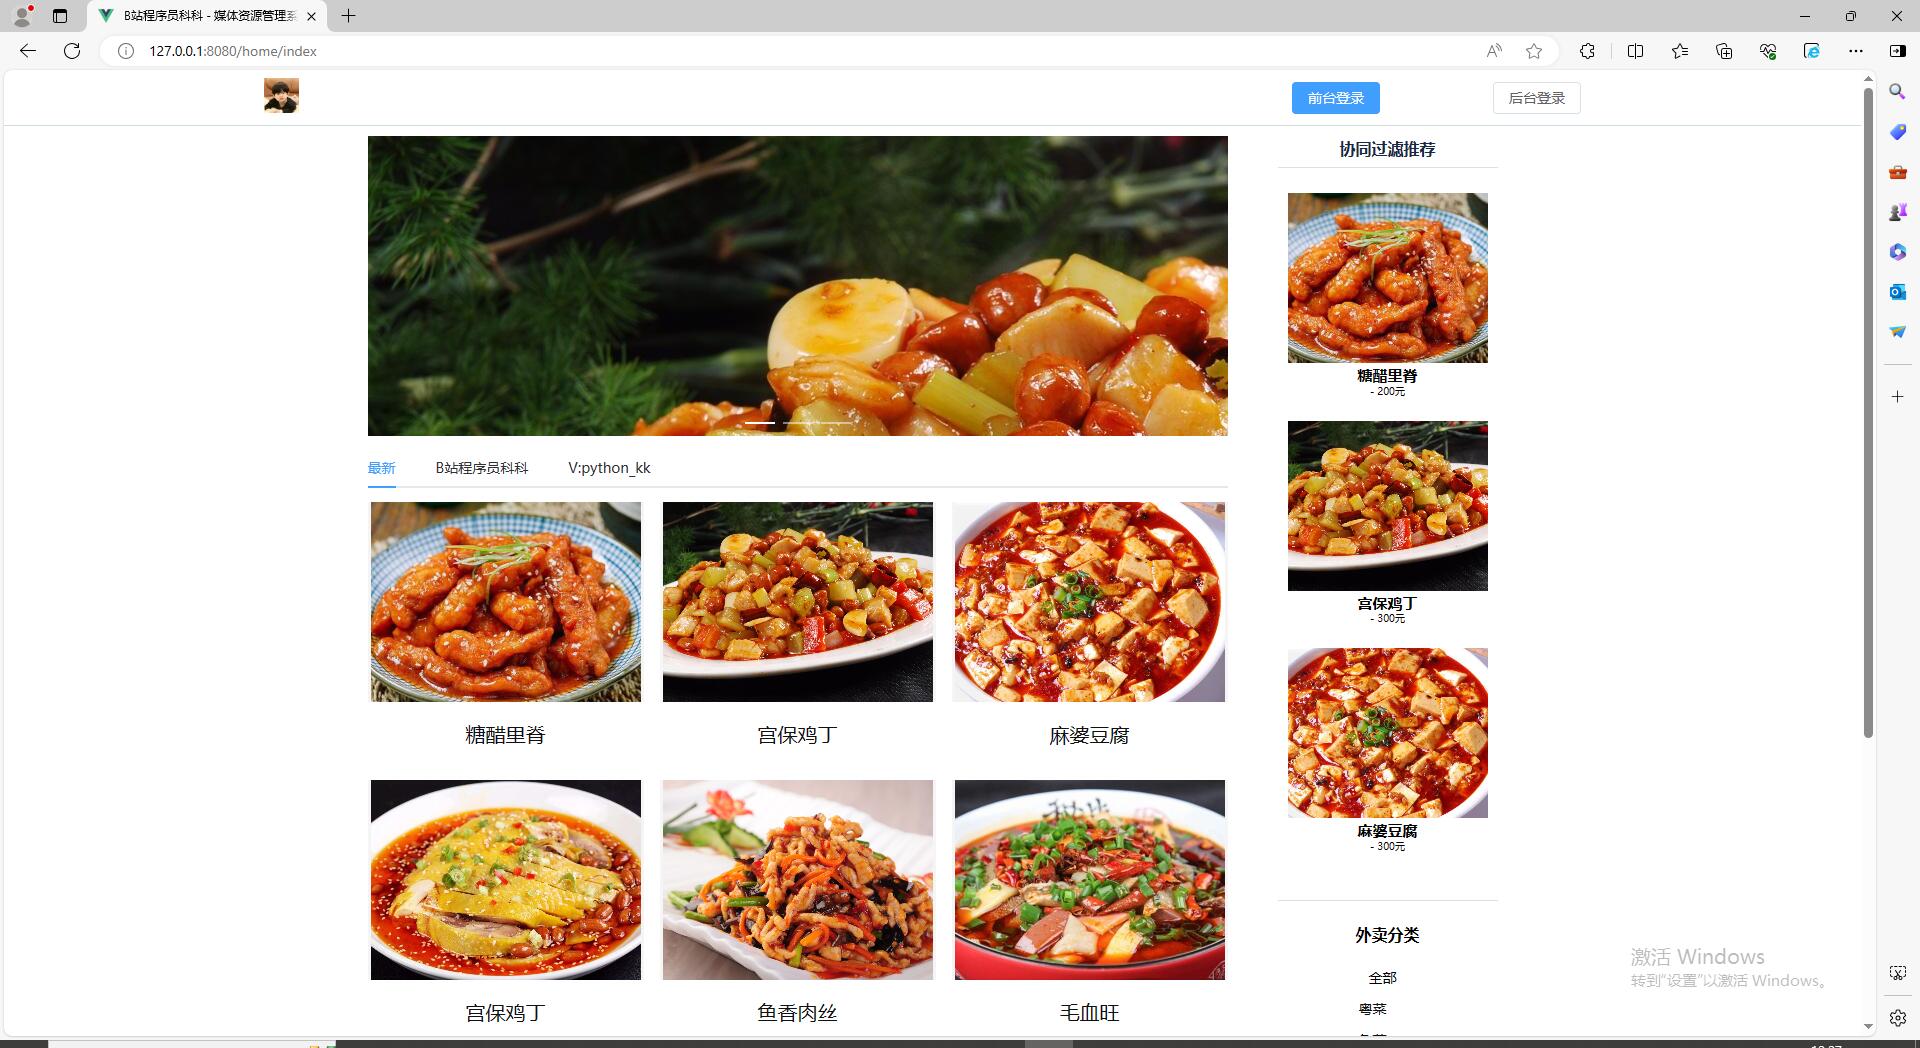 B站程序员科科 - 媒体资源管理系
127.0.0.1:8080/home/index
前台登录
后台登录
协同过滤推荐
糖醋里脊
- 200元
宫保鸡丁
- 300元
麻婆豆腐
- 300元
最新 B站程序员科科 V:python_kk
糖醋里脊 宫保鸡丁 麻婆豆腐
宫保鸡丁 鱼香肉丝 毛血旺
外卖分类
全部
粤菜
激活 Windows
转到“设置”以激活 Windows。